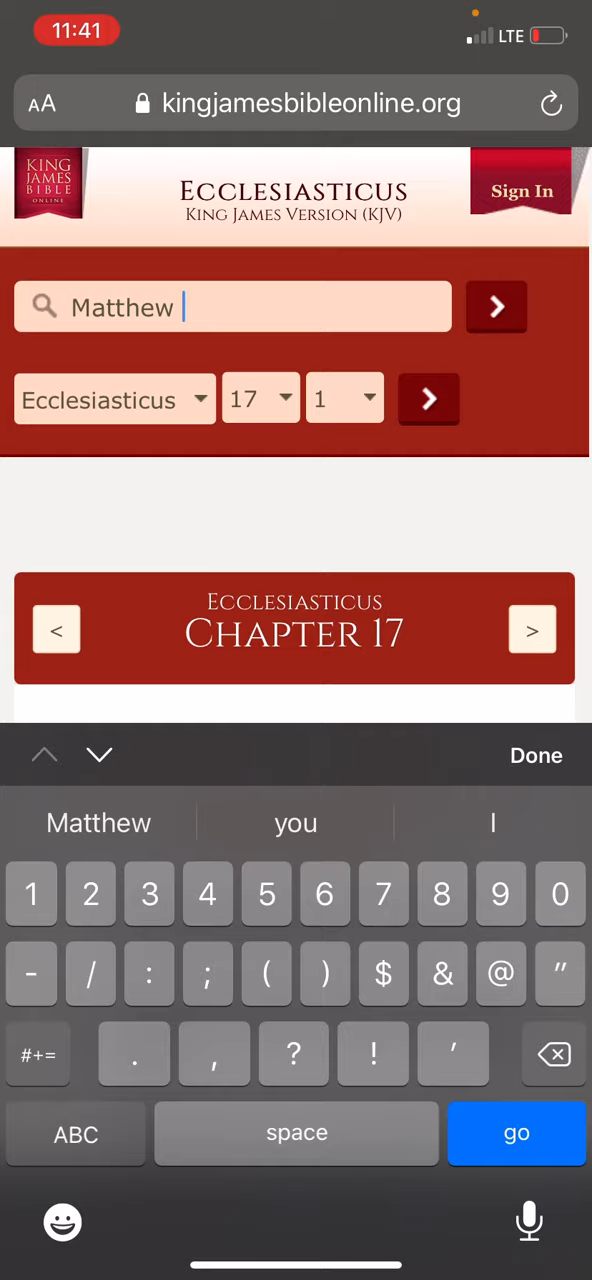 11:41
LTE
AA kingjamesbibleonline.org
KING
JAMES
BIBLE
ONLINE
ECCLESIASTICUS
KING JAMES VERSION (KJV)
Sign In
Matthew
Ecclesiasticus 17 1
ECCLESIASTICUS
< CHAPTER 17 >
Done
Matthew you I
1 2 3 4 5 6 7 8 9 0
- / : ; ( ) $ & @ "
#+= . , ? ! '
ABC space go